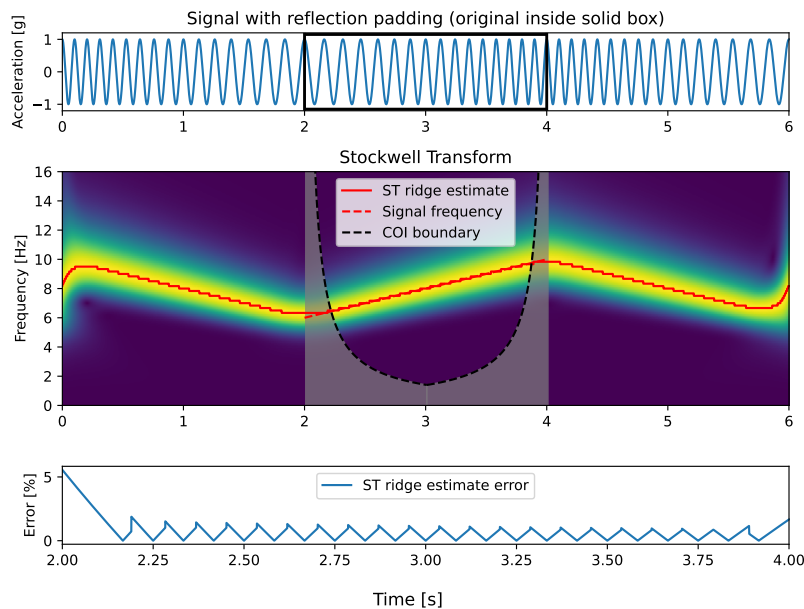 Signal with reflection padding (original inside solid box)
Acceleration [g]
1
0
−1
0 1 2 3 4 5 6
Stockwell Transform
Frequency [Hz]
16
14
12
10
8
6
4
2
0
ST ridge estimate
Signal frequency
COI boundary
0 1 2 3 4 5 6
Error [%]
5
0
ST ridge estimate error
2.00 2.25 2.50 2.75 3.00 3.25 3.50 3.75 4.00
Time [s]